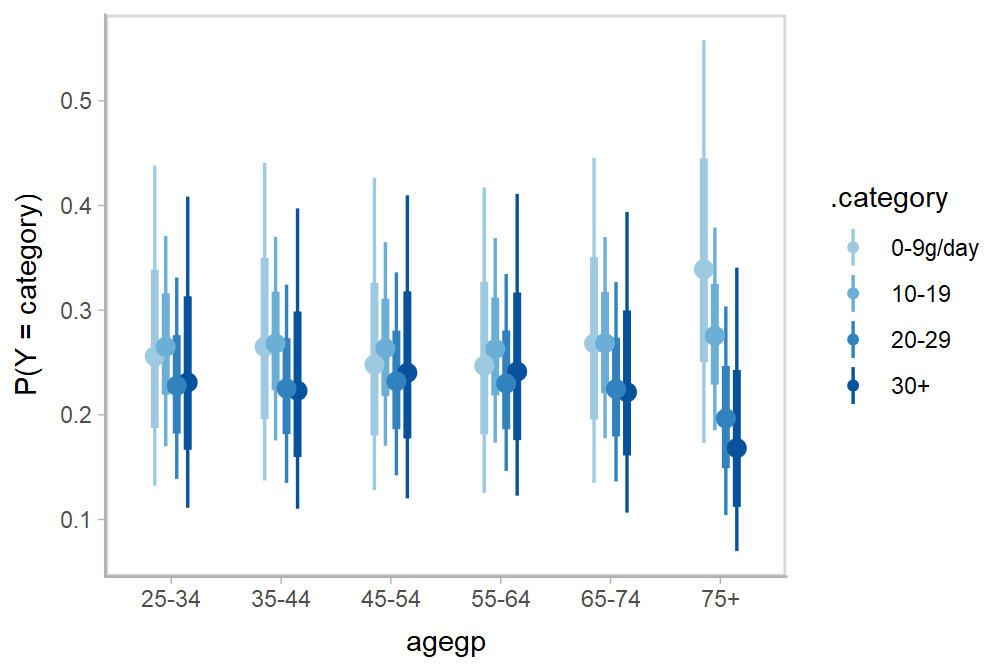 P(Y = category)
0.5
0.4
0.3
0.2
0.1
25-34 35-44 45-54 55-64 65-74 75+
agegp
.category
0-9g/day
10-19
20-29
30+